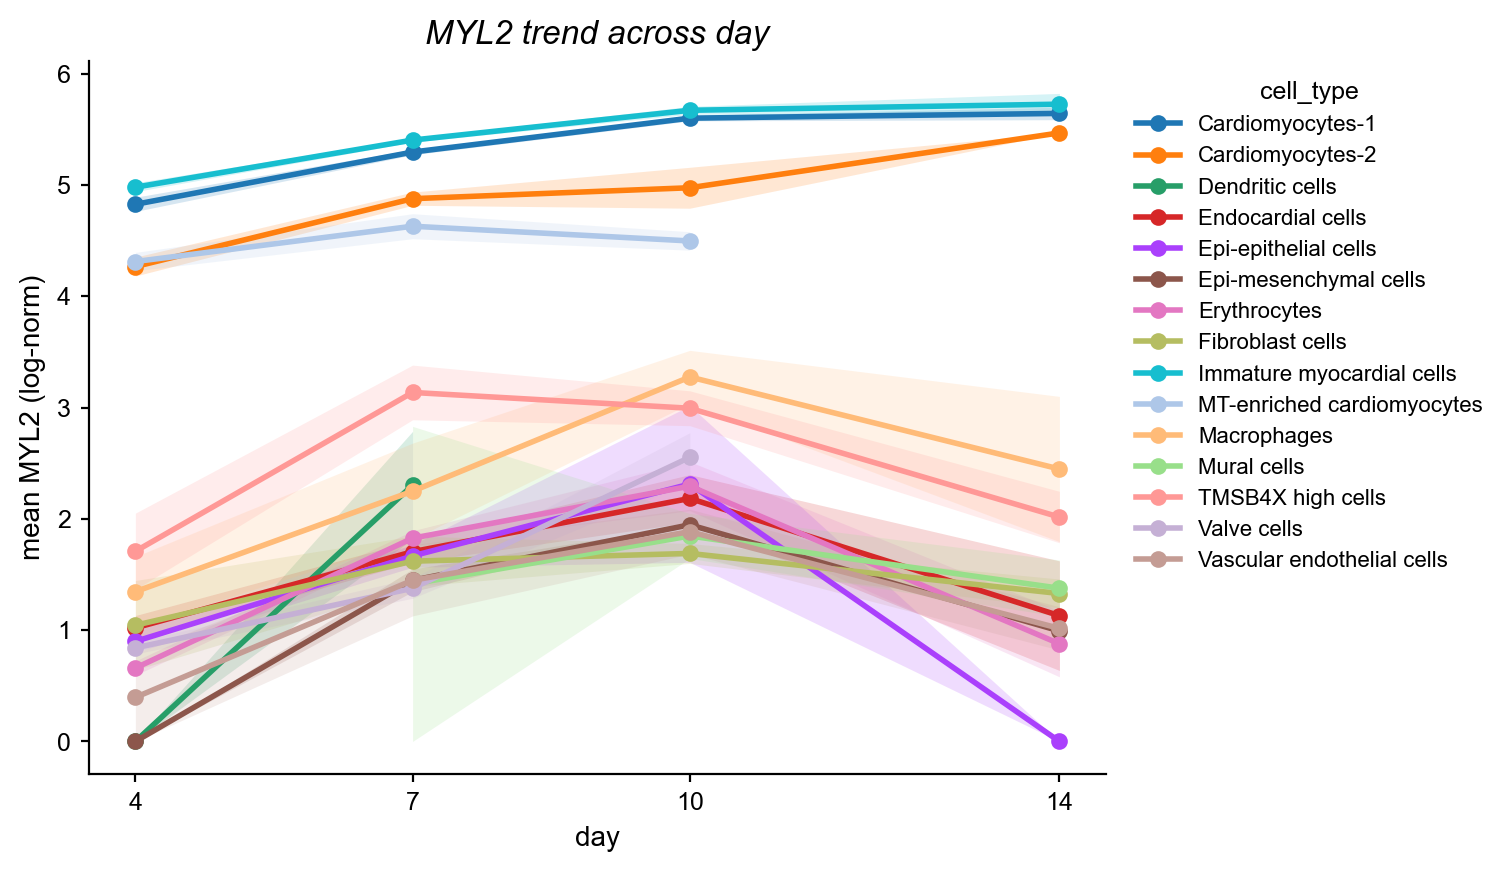 MYL2 trend across day
mean MYL2 (log-norm)
6
5
4
3
2
1
0
4
7
10
14
day
cell_type
Cardiomyocytes-1
Cardiomyocytes-2
Dendritic cells
Endocardial cells
Epi-epithelial cells
Epi-mesenchymal cells
Erythrocytes
Fibroblast cells
Immature myocardial cells
MT-enriched cardiomyocytes
Macrophages
Mural cells
TMSB4X high cells
Valve cells
Vascular endothelial cells